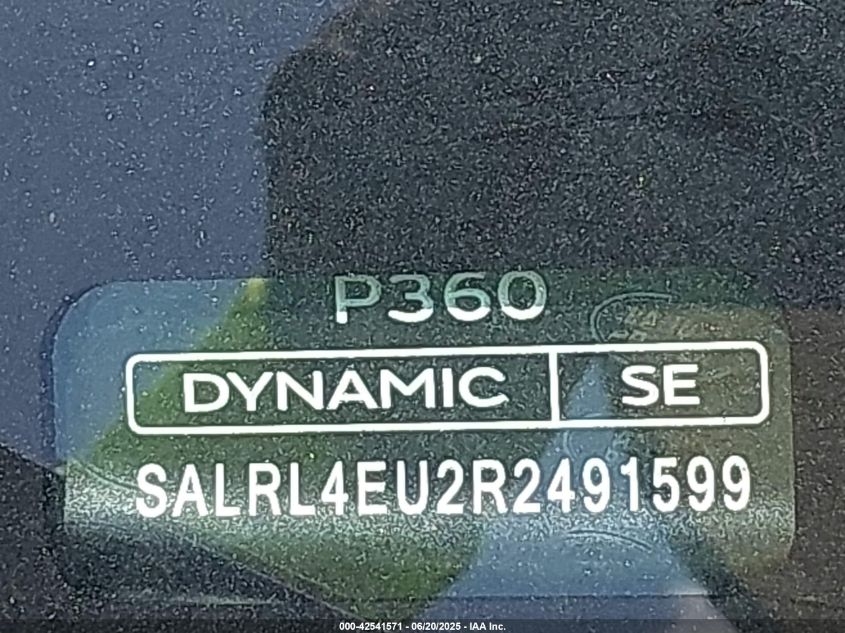 P360
DYNAMIC SE
SALRL4EU2R2491599
000-42541571 - 06/20/2025 - IAA Inc.